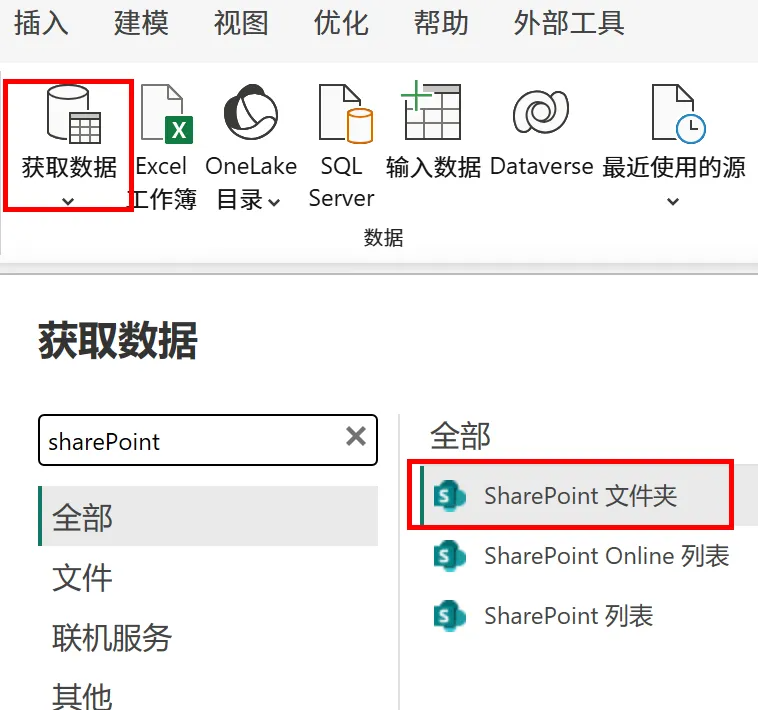 插入 建模 视图 优化 帮助 外部工具
获取数据 Excel OneLake SQL 输入数据 Dataverse 最近使用的源
工作簿 目录 Server
数据
获取数据
sharePoint
全部
文件
联机服务
其他
全部
SharePoint 文件夹
SharePoint Online 列表
SharePoint 列表